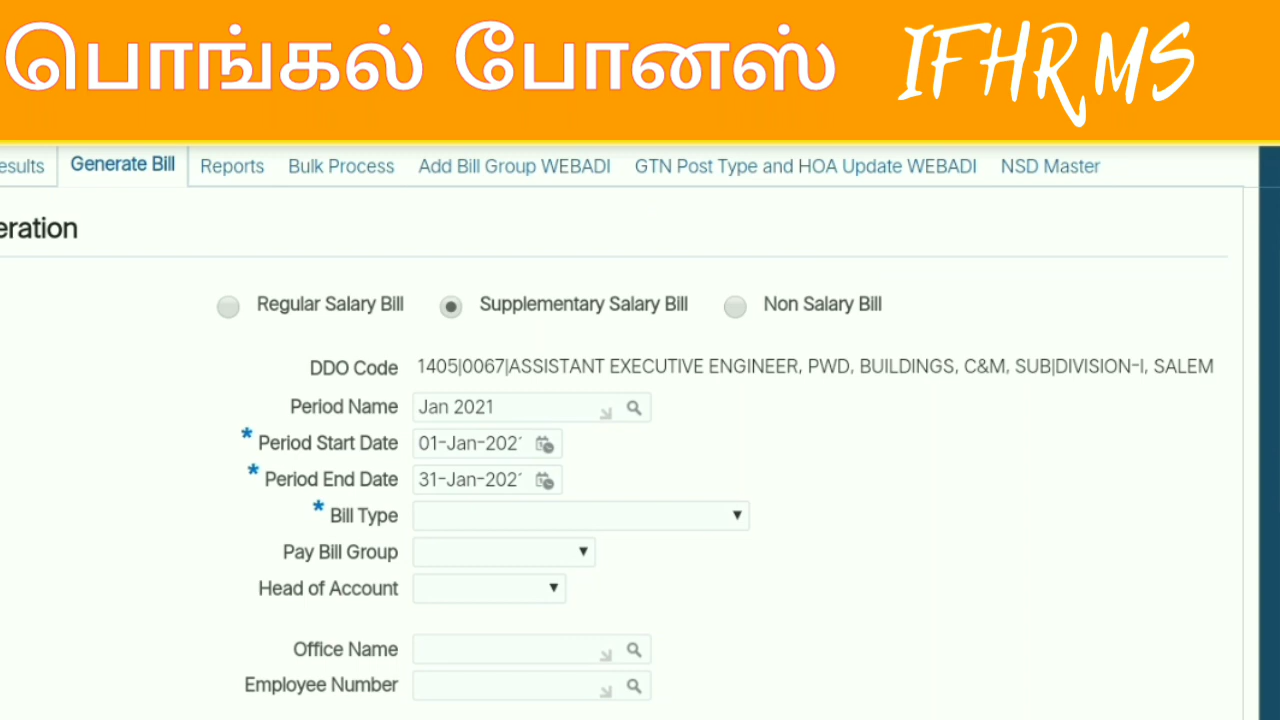 பொங்கல் போனஸ் IFHRMS
esults Generate Bill Reports Bulk Process Add Bill Group WEBADI GTN Post Type and HOA Update WEBADI NSD Master
eration
Regular Salary Bill Supplementary Salary Bill Non Salary Bill
DDO Code 1405|0067|ASSISTANT EXECUTIVE ENGINEER, PWD, BUILDINGS, C&M, SUB|DIVISION-I, SALEM
Period Name Jan 2021
* Period Start Date 01-Jan-202
* Period End Date 31-Jan-202
* Bill Type
Pay Bill Group
Head of Account
Office Name
Employee Number